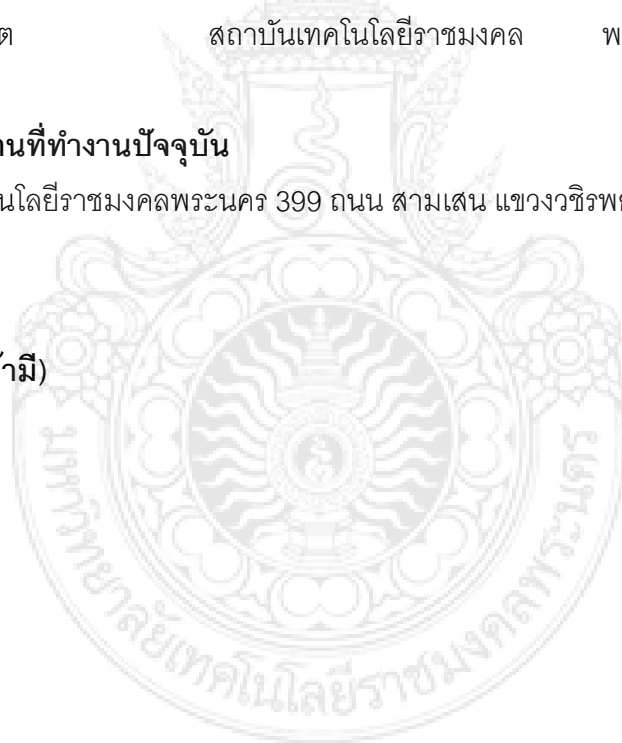 ต สถาบันเทคโนโลยีราชมงคล พ
านที่ทำงานปัจจุบัน
นโลยีราชมงคลพระนคร 399 ถนน สามเสน แขวงวชิรพย
ามี)
มหาวิทยาลัยเทคโนโลยีราชมงคลพระนคร